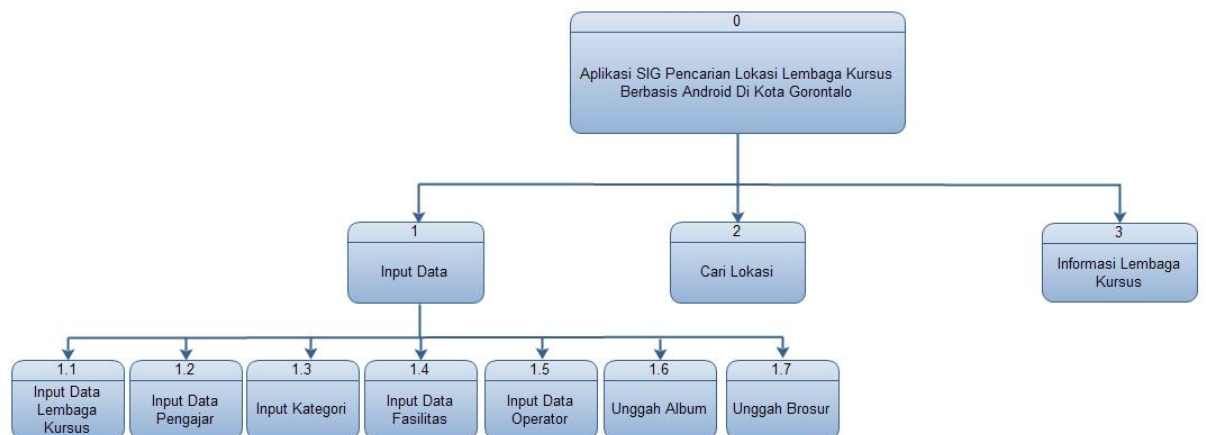 0
Aplikasi SIG Pencarian Lokasi Lembaga Kursus
Berbasis Android Di Kota Gorontalo
1
Input Data
2
Cari Lokasi
3
Informasi Lembaga
Kursus
1.1
Input Data
Lembaga
Kursus
1.2
Input Data
Pengajar
1.3
Input Kategori
1.4
Input Data
Fasilitas
1.5
Input Data
Operator
1.6
Unggah Album
1.7
Unggah Brosur